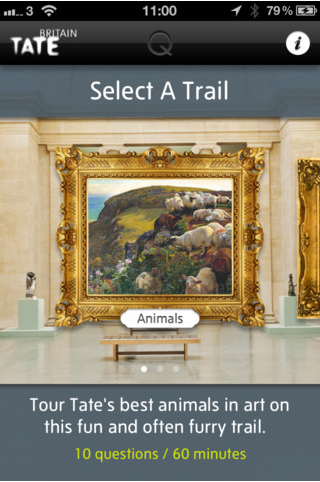 3 11:00 79%
BRITAIN
TATE Q i
Select A Trail
Animals
Tour Tate's best animals in art on
this fun and often furry trail.
10 questions / 60 minutes